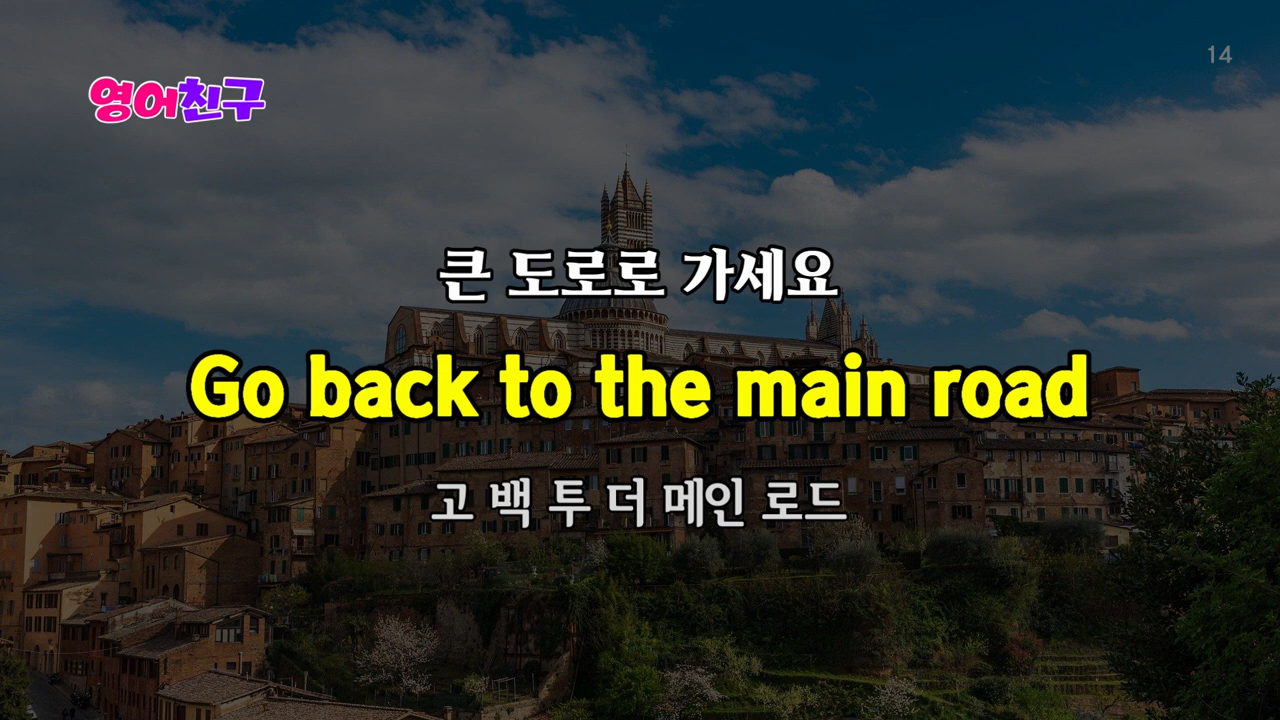 14
영어친구
큰 도로로 가세요
Go back to the main road
고 백 투 더 메인 로드